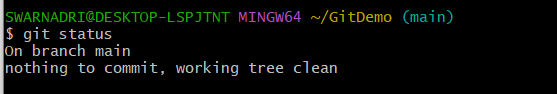 SWARNADRI@DESKTOP-LSPJTNT MINGW64 ~/GitDemo (main)
$ git status
On branch main
nothing to commit, working tree clean